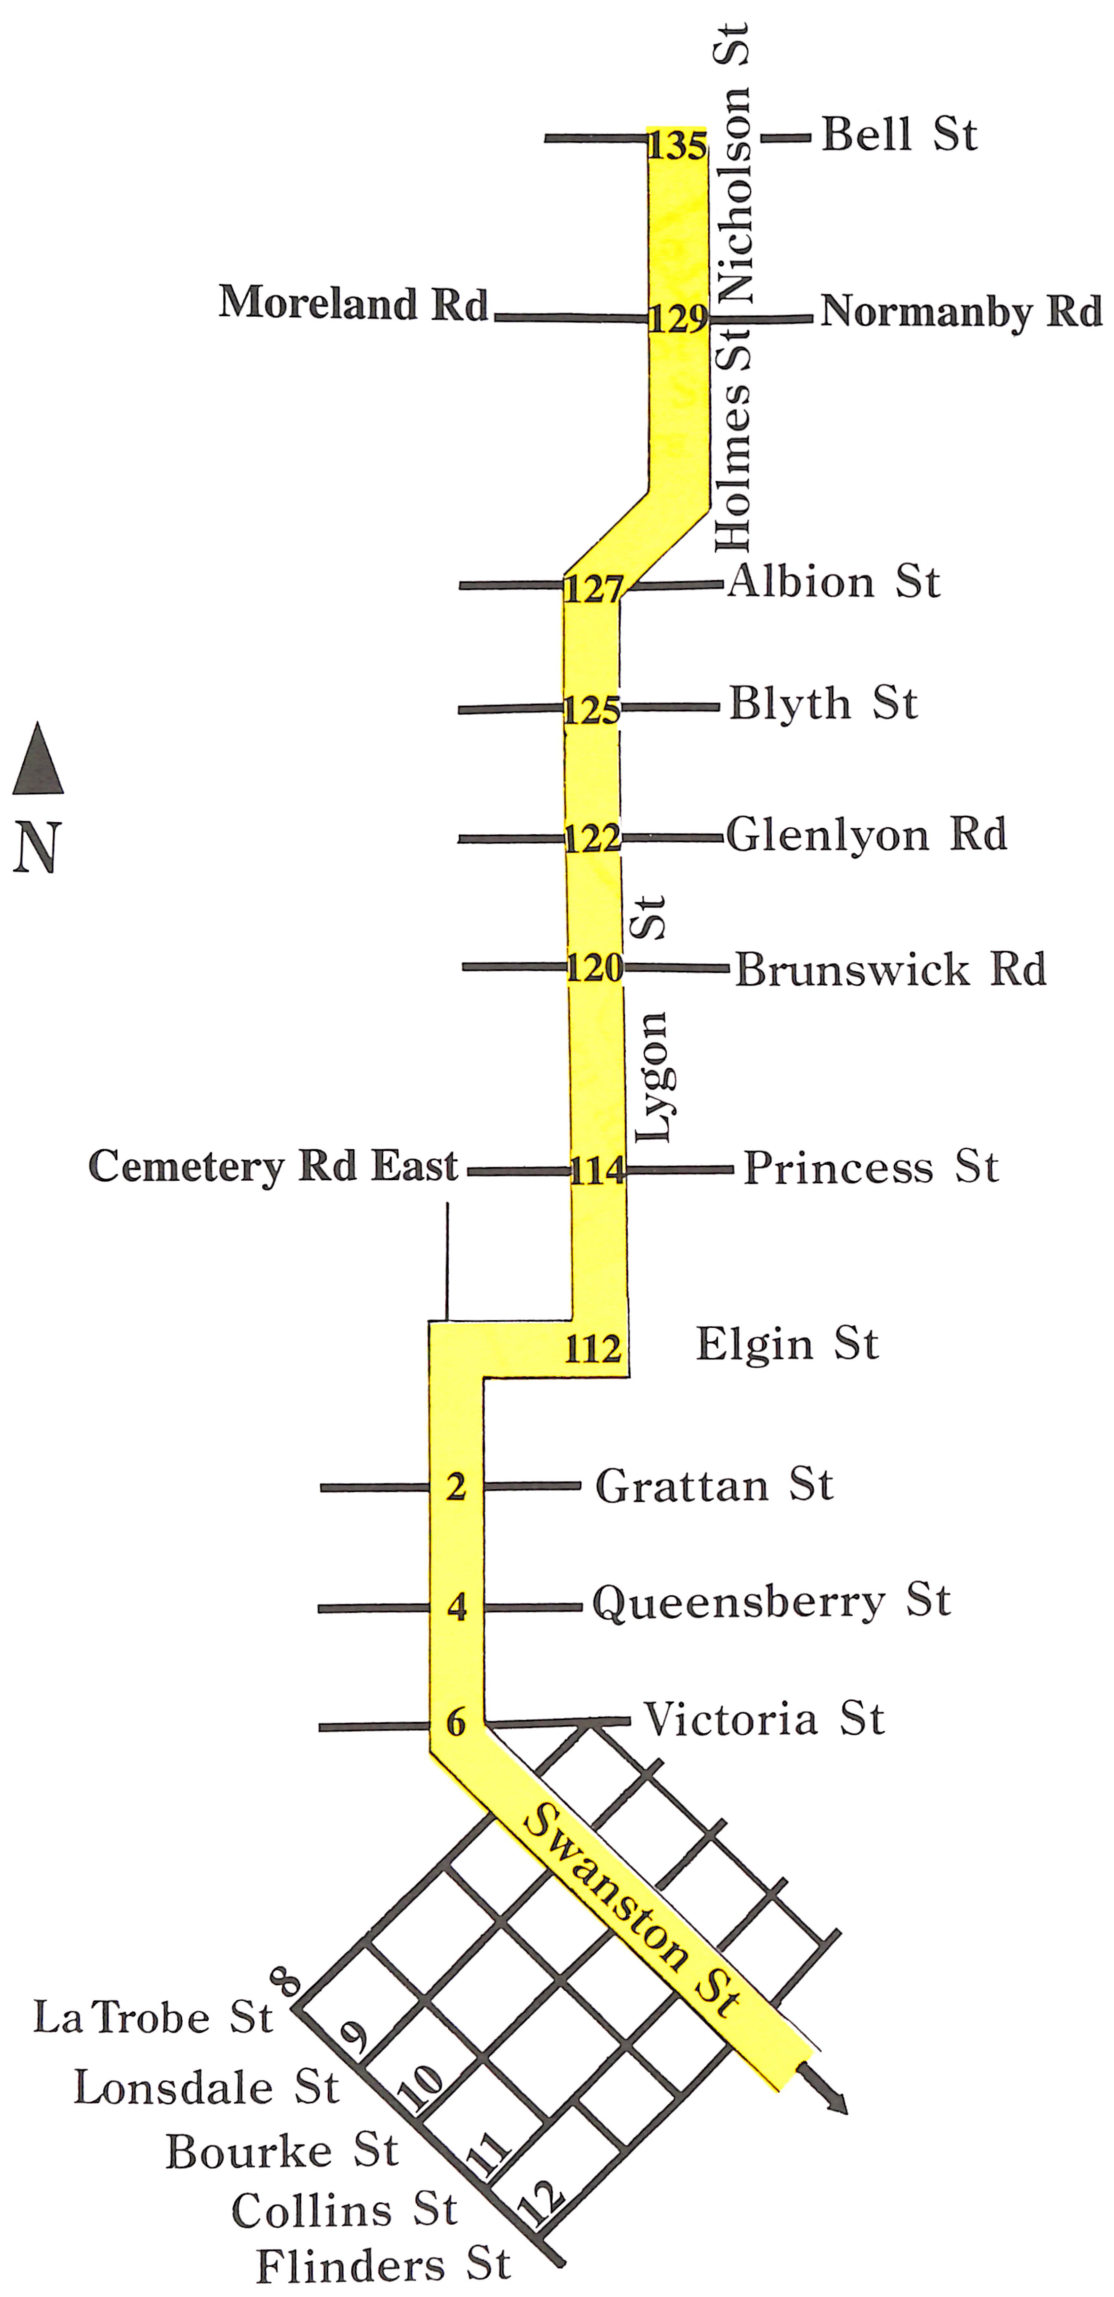 Nicholson St
135
Bell St
Moreland Rd
129
Normanby Rd
Holmes St
127
Albion St
125
Blyth St
N
122
Glenlyon Rd
Lygon St
120
Brunswick Rd
Cemetery Rd East
114
Princess St
112
Elgin St
2
Grattan St
4
Queensberry St
6
Victoria St
Swanston St
8
La Trobe St
9
Lonsdale St
10
Bourke St
11
Collins St
12
Flinders St